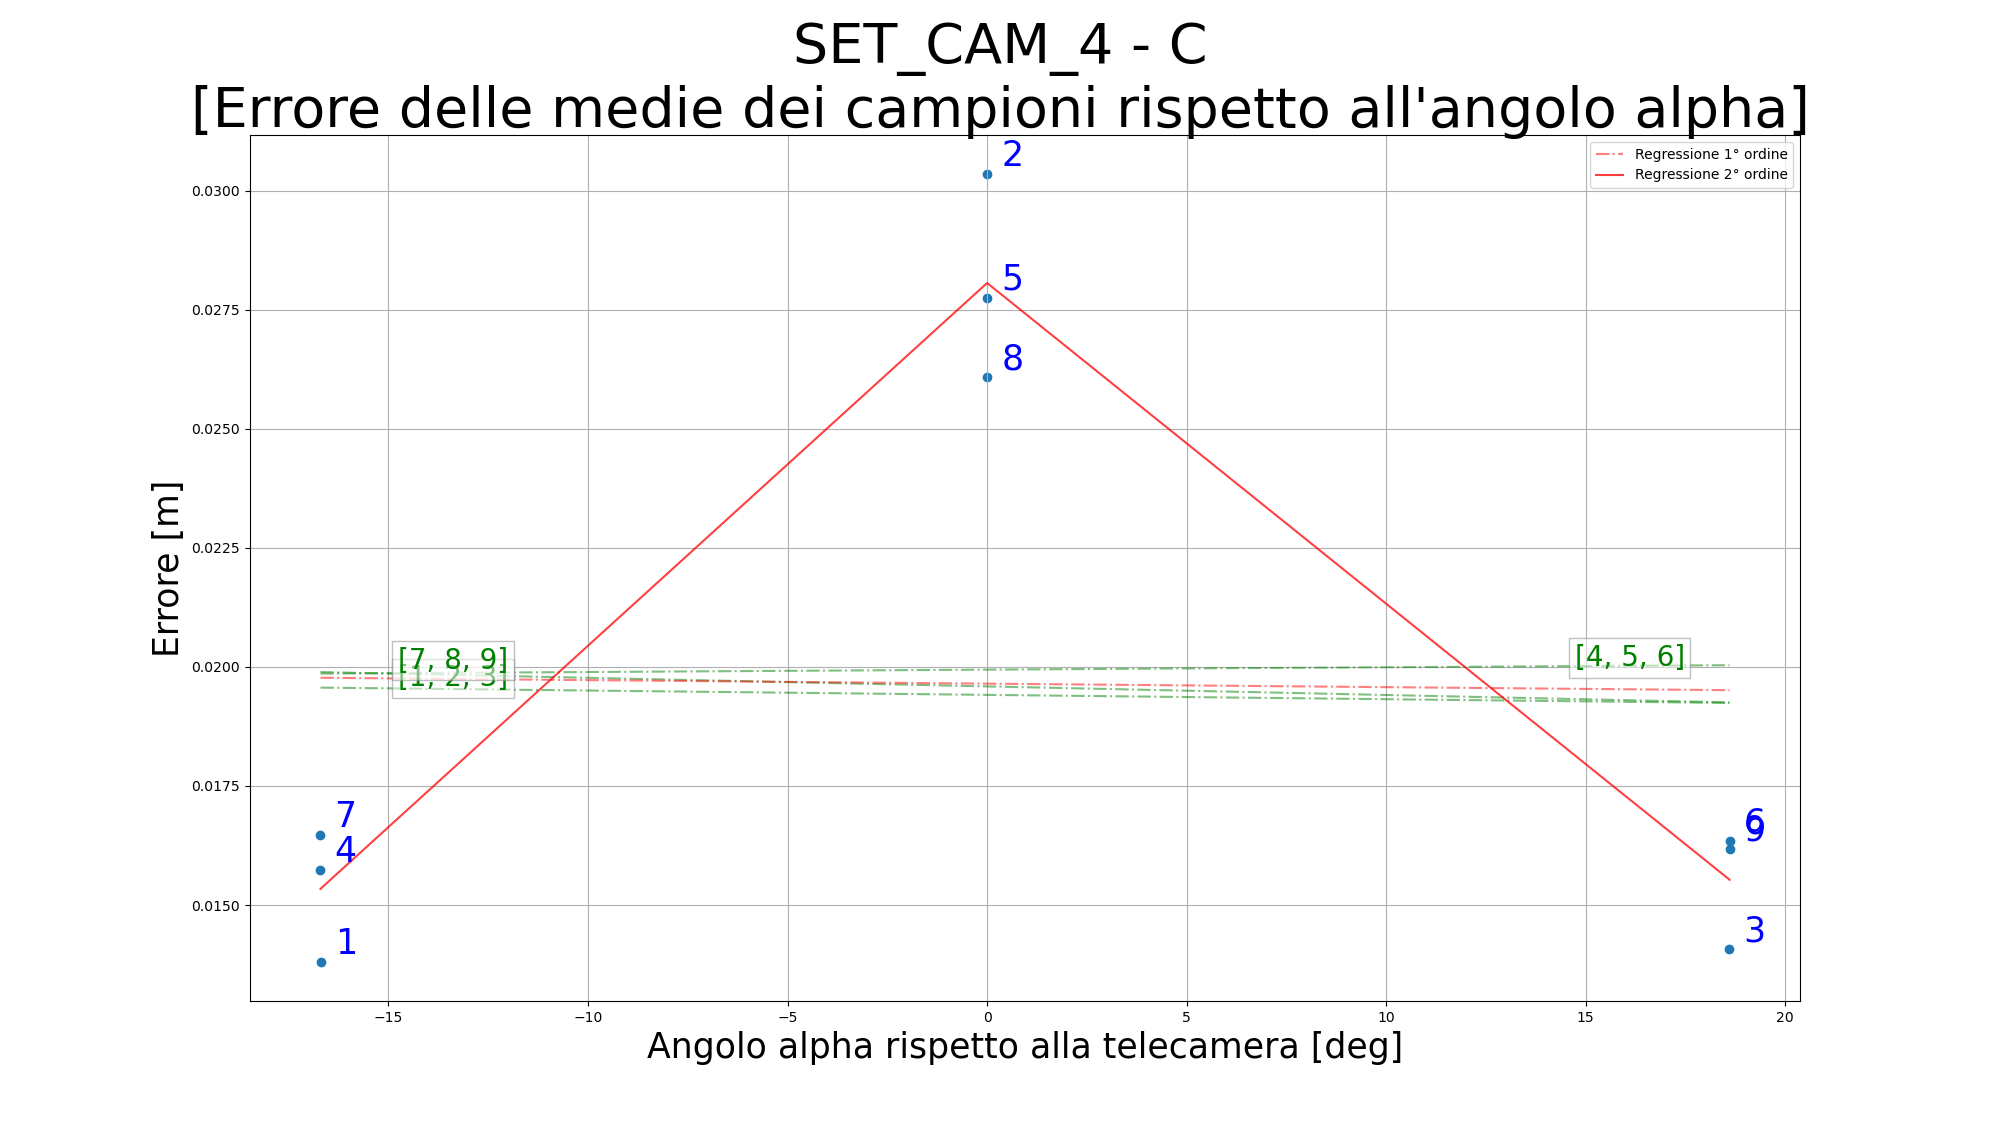 SET_CAM_4 - C
[Errore delle medie dei campioni rispetto all'angolo alpha]
Regressione 1° ordine
Regressione 2° ordine
2
5
8
0.0300
0.0275
0.0250
0.0225
0.0200
0.0175
0.0150
Errore [m]
[7, 8, 9]
[1, 2, 3]
[4, 5, 6]
7
4
1
6
9
3
−15
−10
−5
0
5
10
15
20
Angolo alpha rispetto alla telecamera [deg]